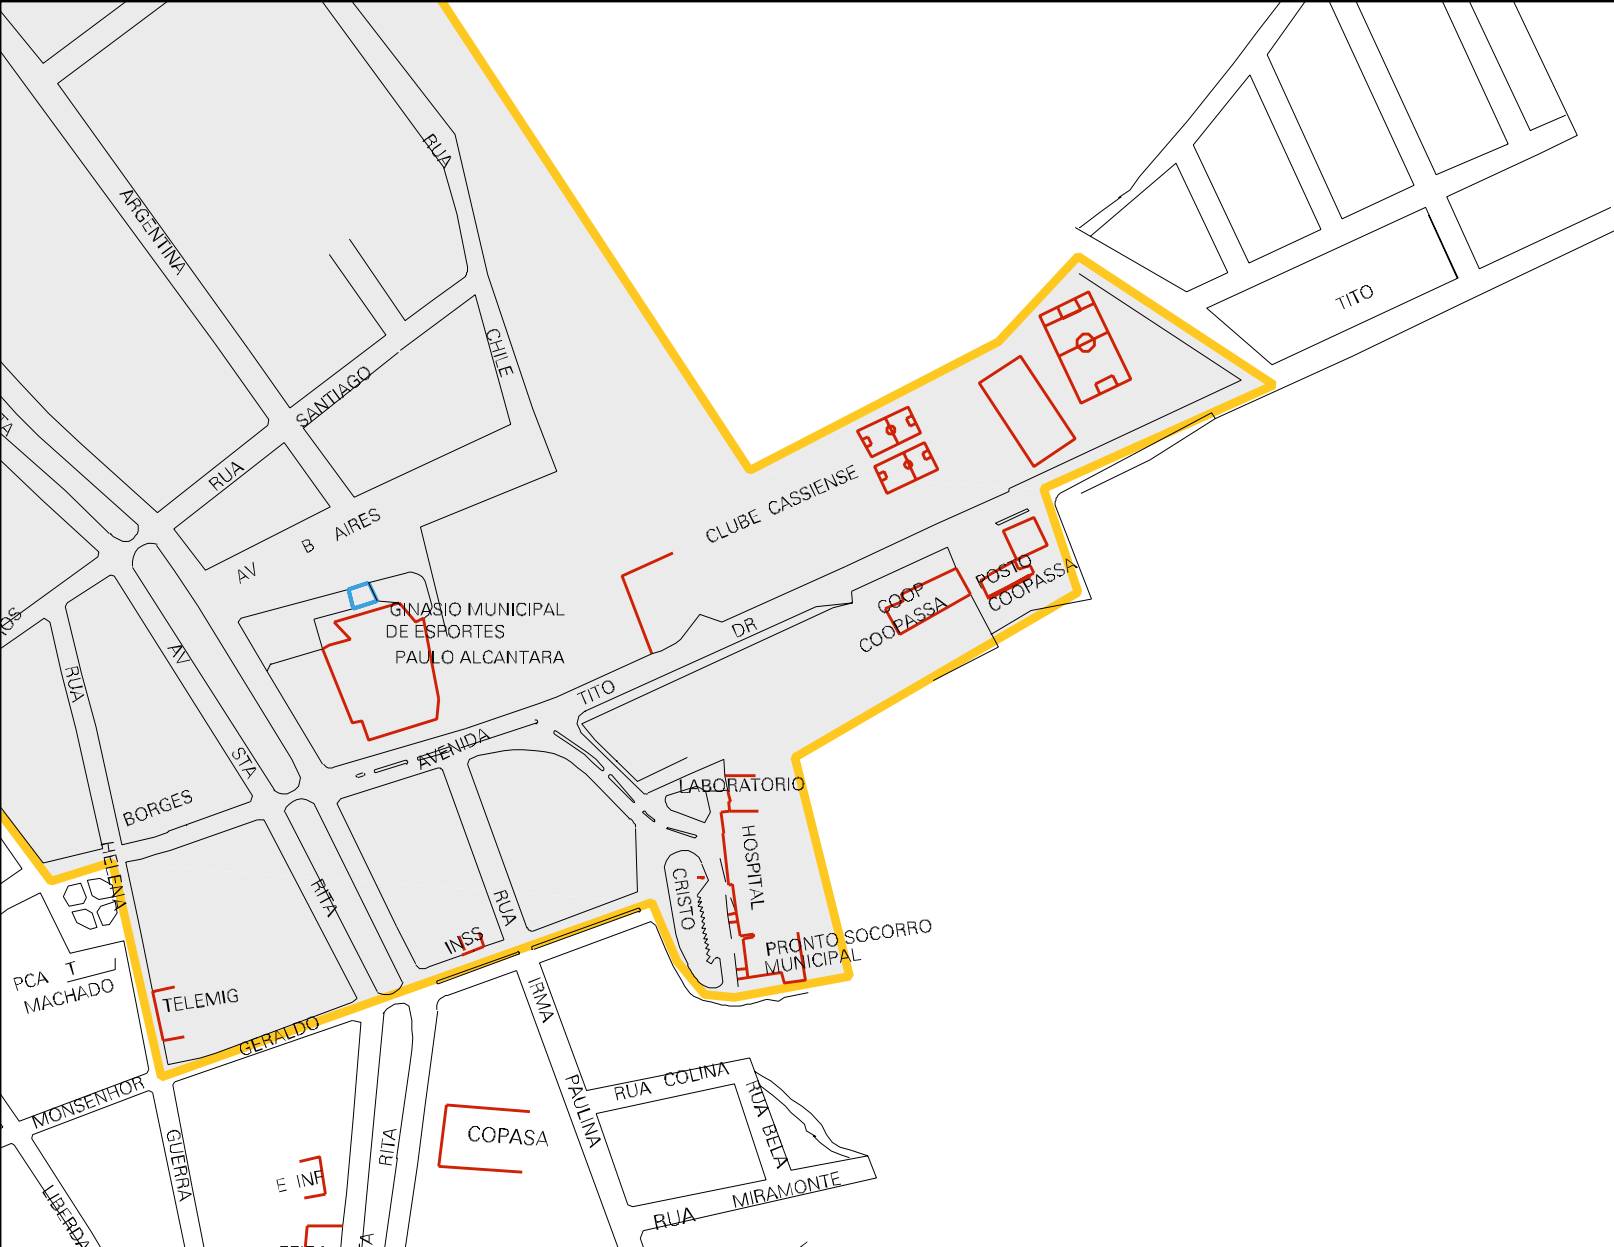 RUA
ARGENTINA
TITO
CHILE
SANTIAGO
RUA
CLUBE CASSIENSE
B AIRES
AV
POSTO
COOPASSA
COOP
COOPASSA
GINASIO MUNICIPAL
DE ESPORTES
PAULO ALCANTARA
DR
TITO
AVENIDA
AV
STA
RUA
BORGES
HELENA
RITA
RUA
LABORATORIO
HOSPITAL
CRISTO
INSS
PRONTO SOCORRO
MUNICIPAL
PCA T
MACHADO
TELEMIG
GERALDO
IRMA
PAULINA
MONSENHOR
RUA COLINA
RUA BELA
GUERRA
RITA
COPASA
E INF
MIRAMONTE
RUA